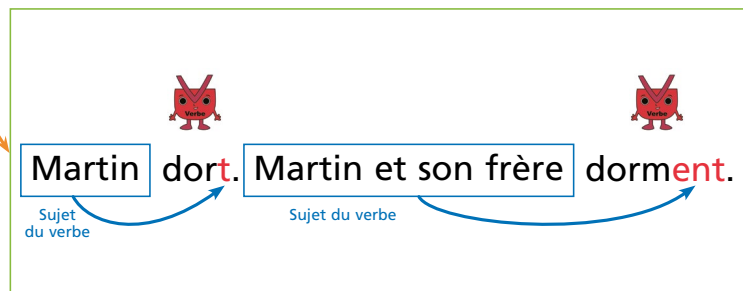 Verbe Verbe
Martin dort. Martin et son frère dorment.
Sujet du verbe
Sujet
du verbe